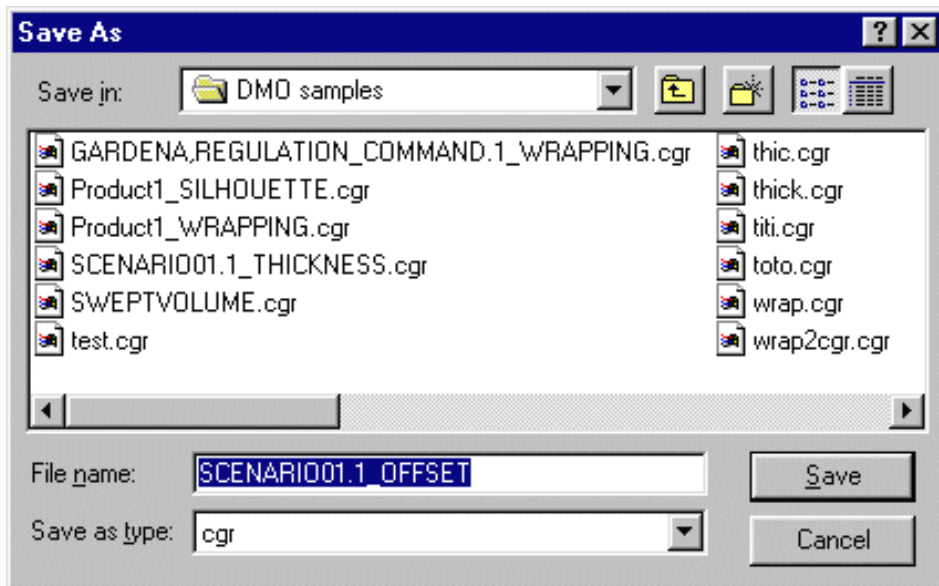 Save As
Save in: DMO samples
GARDENA,REGULATION_COMMAND.1_WRAPPING.cgr
Product1_SILHOUETTE.cgr
Product1_WRAPPING.cgr
SCENARIO01.1_THICKNESS.cgr
SWEPTVOLUME.cgr
test.cgr
thic.cgr
thick.cgr
titi.cgr
toto.cgr
wrap.cgr
wrap2cgr.cgr
File name: SCENARIO01.1_OFFSET Save
Save as type: cgr Cancel